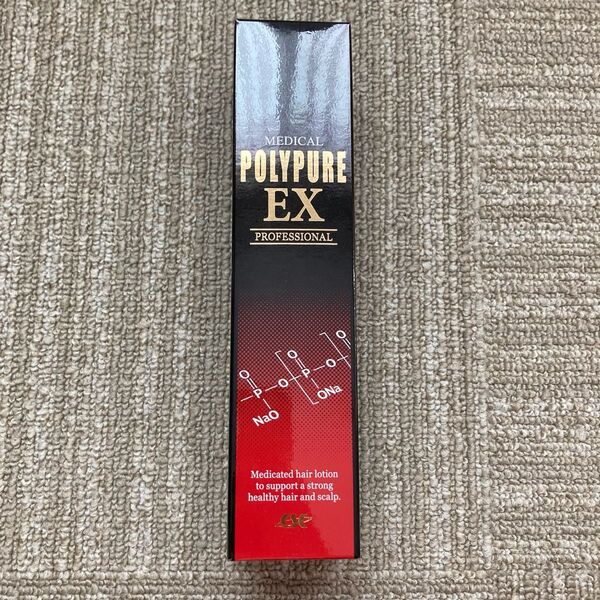 MEDICAL
POLYPURE
EX
PROFESSIONAL
O O O
P O P O
NaO ONa
Medicated hair lotion
to support a strong
healthy hair and scalp.